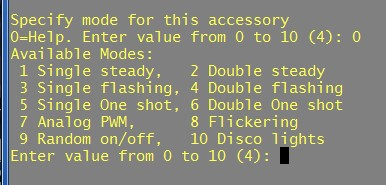 Specify mode for this accessory
0=Help. Enter value from 0 to 10 (4): 0
Available Modes:
1 Single steady, 2 Double steady
3 Single flashing, 4 Double flashing
5 Single One shot, 6 Double One shot
7 Analog PWM, 8 Flickering
9 Random on/off, 10 Disco lights
Enter value from 0 to 10 (4):